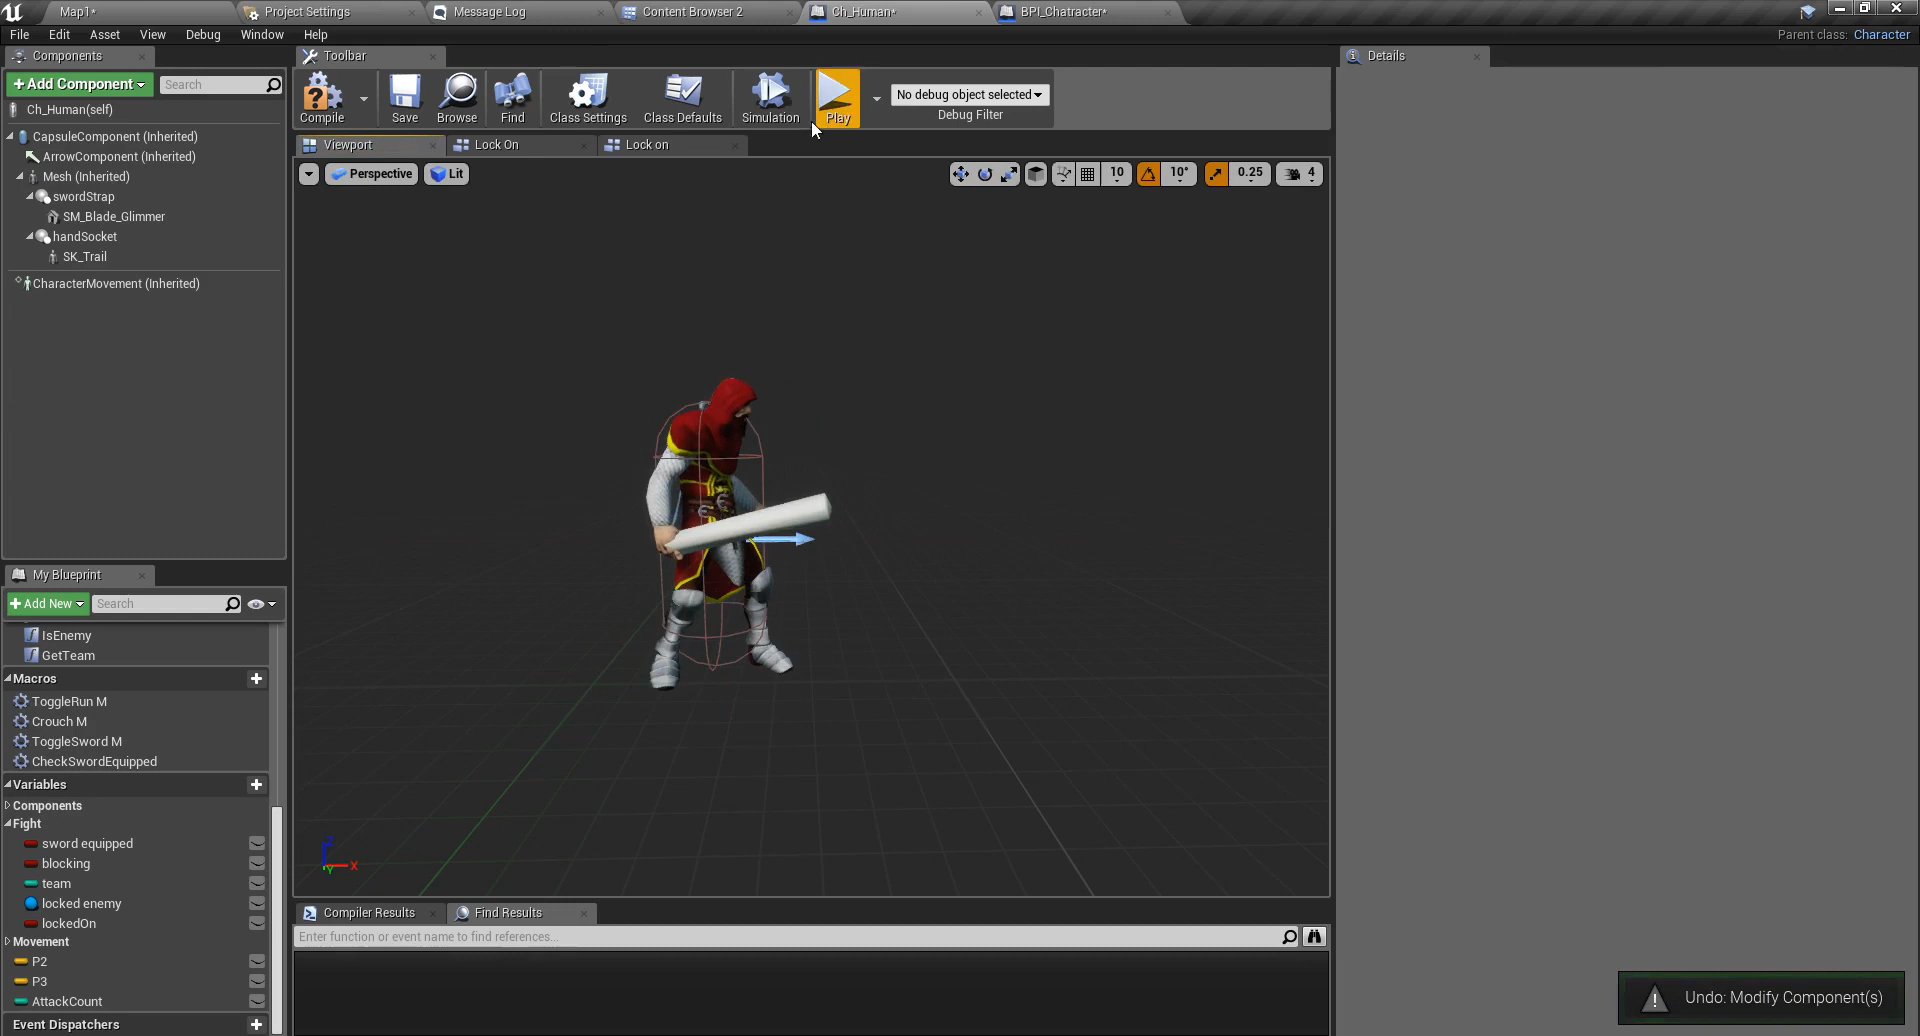 Map1*
Project Settings
Message Log
Content Browser 2
Ch_Human*
BPI_Chatracter*
File
Edit
Asset
View
Debug
Window
Help
Parent class: Character
Components
Toolbar
Details
+Add Component
Search
Compile
Save
Browse
Find
Class Settings
Class Defaults
Simulation
Play
No debug object selected
Debug Filter
Ch_Human(self)
CapsuleComponent (Inherited)
ArrowComponent (Inherited)
Mesh (Inherited)
swordStrap
SM_Blade_Glimmer
handSocket
SK_Trail
CharacterMovement (Inherited)
Viewport
Lock On
Lock on
Perspective
Lit
10
10°
0.25
4
My Blueprint
+Add New
Search
IsEnemy
GetTeam
Macros
ToggleRun M
Crouch M
ToggleSword M
CheckSwordEquipped
Variables
Components
Fight
sword equipped
blocking
team
locked enemy
lockedOn
Movement
P2
P3
AttackCount
Event Dispatchers
Z
X
Y
Compiler Results
Find Results
Enter function or event name to find references...
Undo: Modify Component(s)